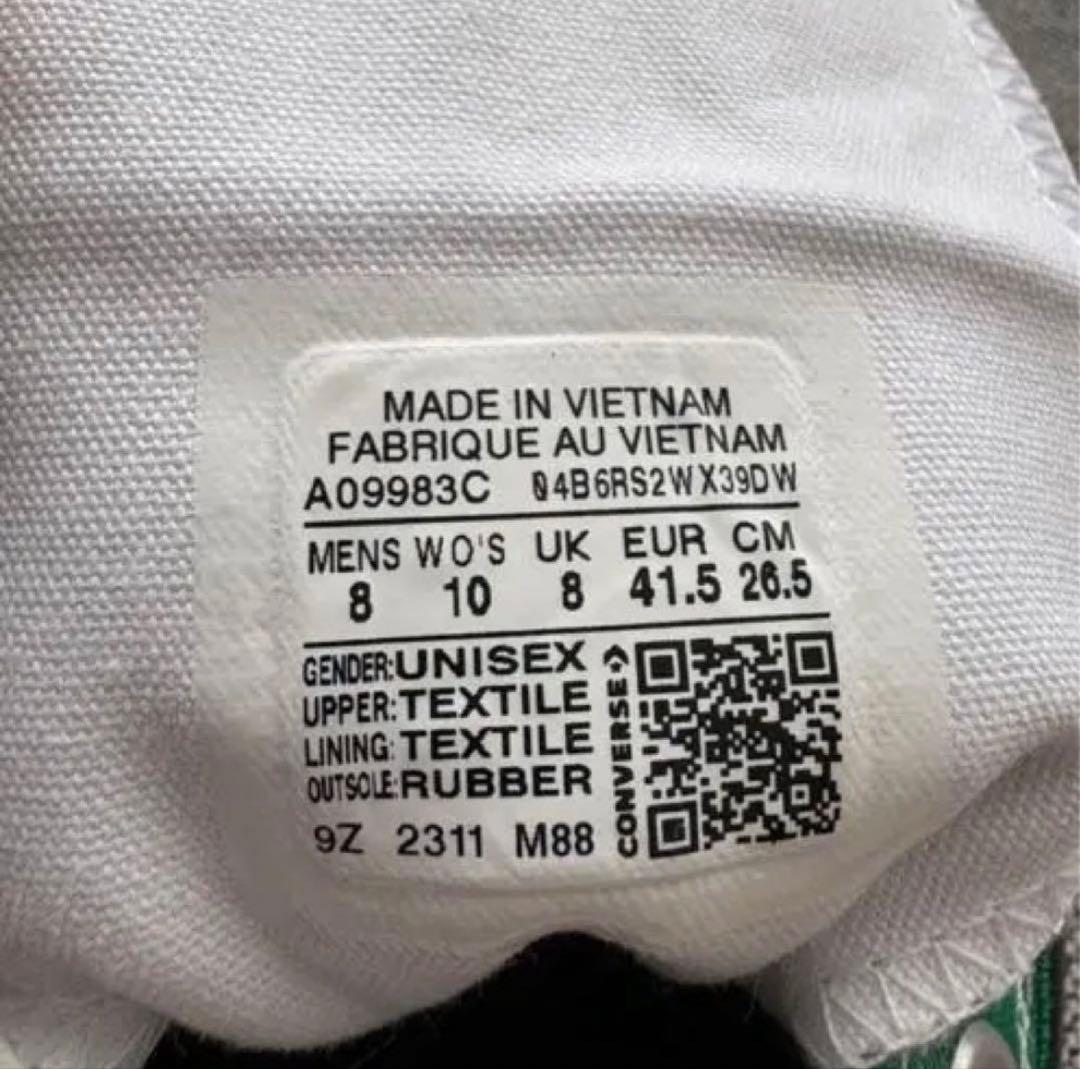 MADE IN VIETNAM
FABRIQUE AU VIETNAM
A09983C 04B6RS2WX39DW
MENS WO'S UK EUR CM
8 10 8 41.5 26.5
GENDER:UNISEX
UPPER:TEXTILE
LINING:TEXTILE
OUTSOLE:RUBBER
9Z 2311 M88
CONVERSE